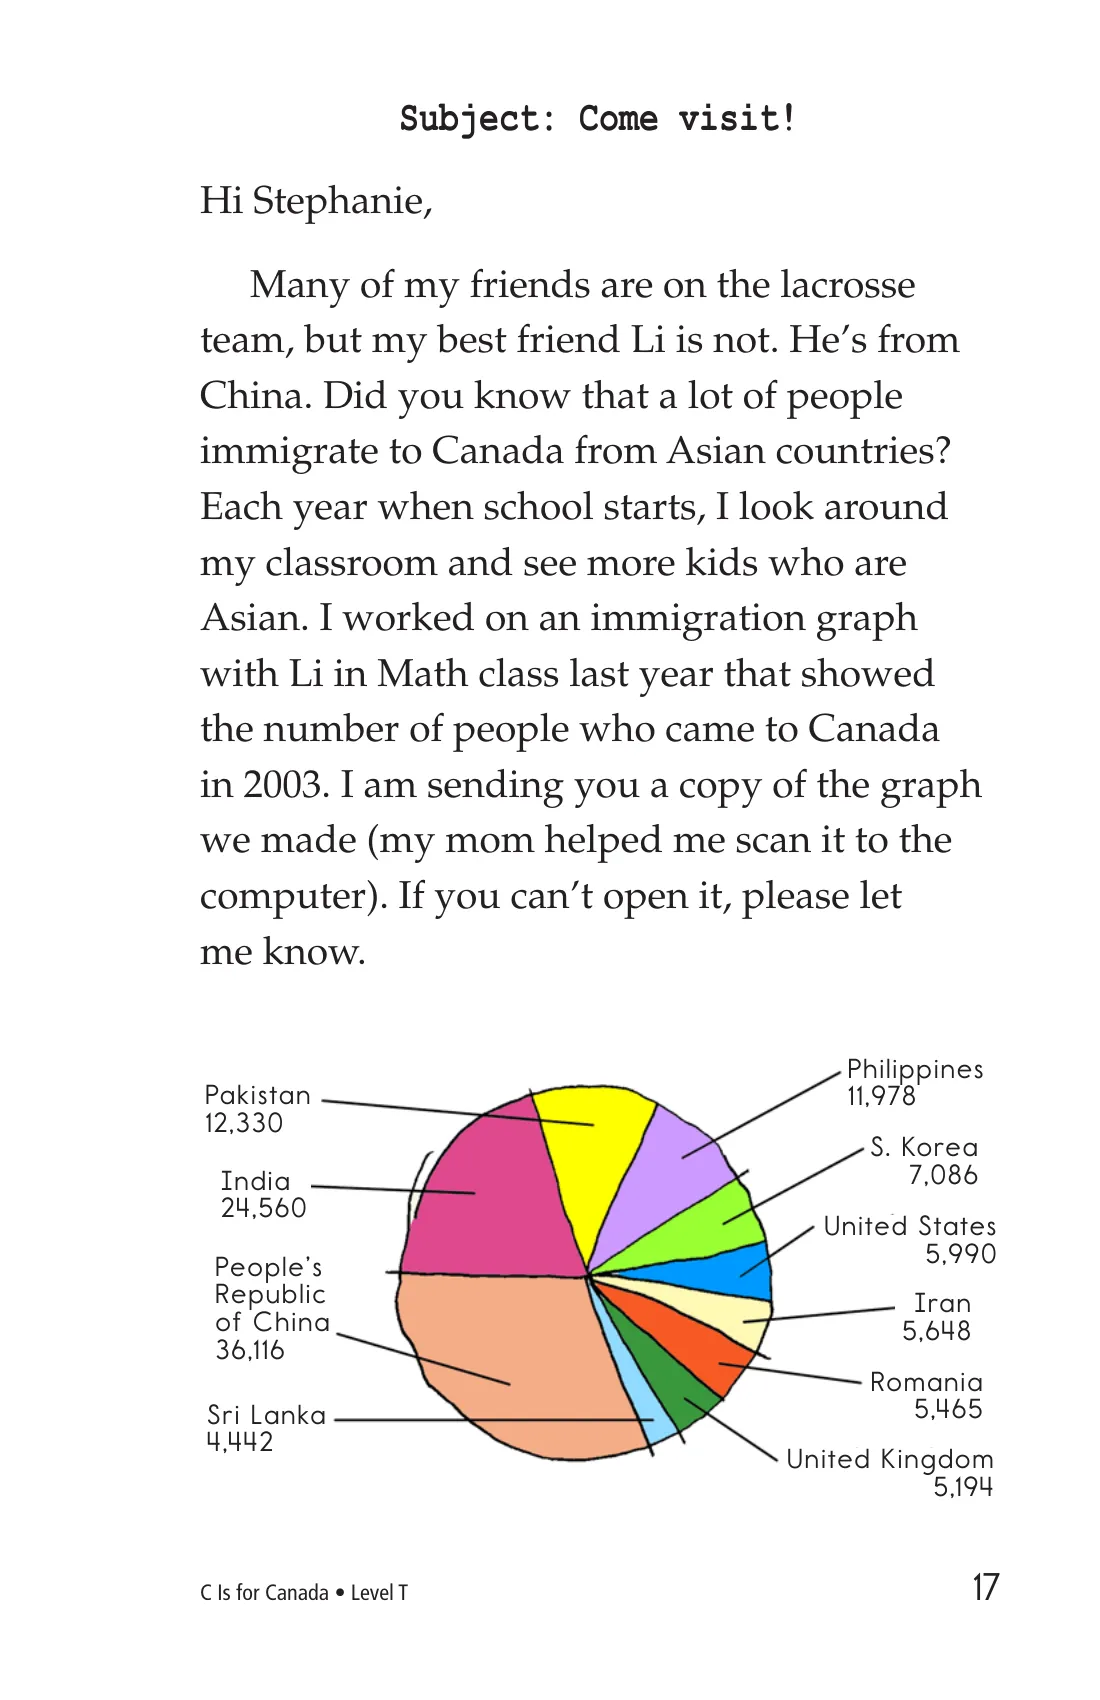 Subject: Come visit!
Hi Stephanie,
Many of my friends are on the lacrosse
team, but my best friend Li is not. He’s from
China. Did you know that a lot of people
immigrate to Canada from Asian countries?
Each year when school starts, I look around
my classroom and see more kids who are
Asian. I worked on an immigration graph
with Li in Math class last year that showed
the number of people who came to Canada
in 2003. I am sending you a copy of the graph
we made (my mom helped me scan it to the
computer). If you can’t open it, please let
me know.
Pakistan
12,330
India
24,560
People’s
Republic
of China
36,116
Sri Lanka
4,442
Philippines
11,978
S. Korea
7,086
United States
5,990
Iran
5,648
Romania
5,465
United Kingdom
5,194
C Is for Canada • Level T
17